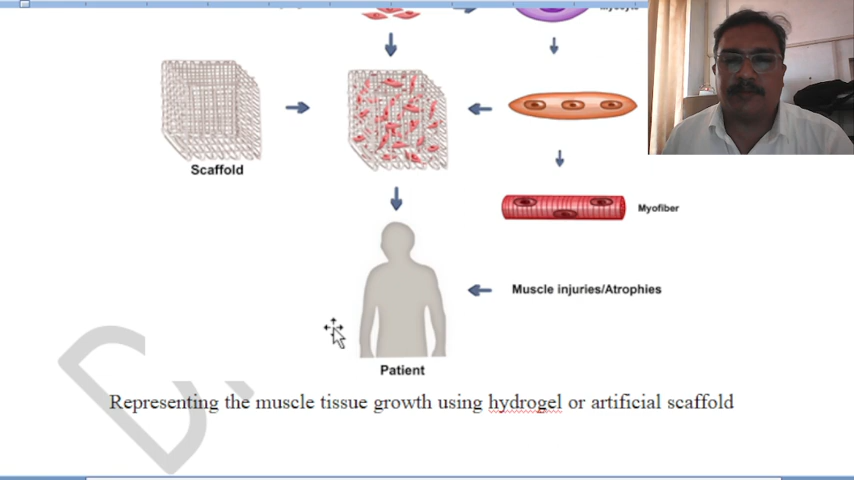 Scaffold
Myofiber
Muscle injuries/Atrophies
Patient
Representing the muscle tissue growth using hydrogel or artificial scaffold